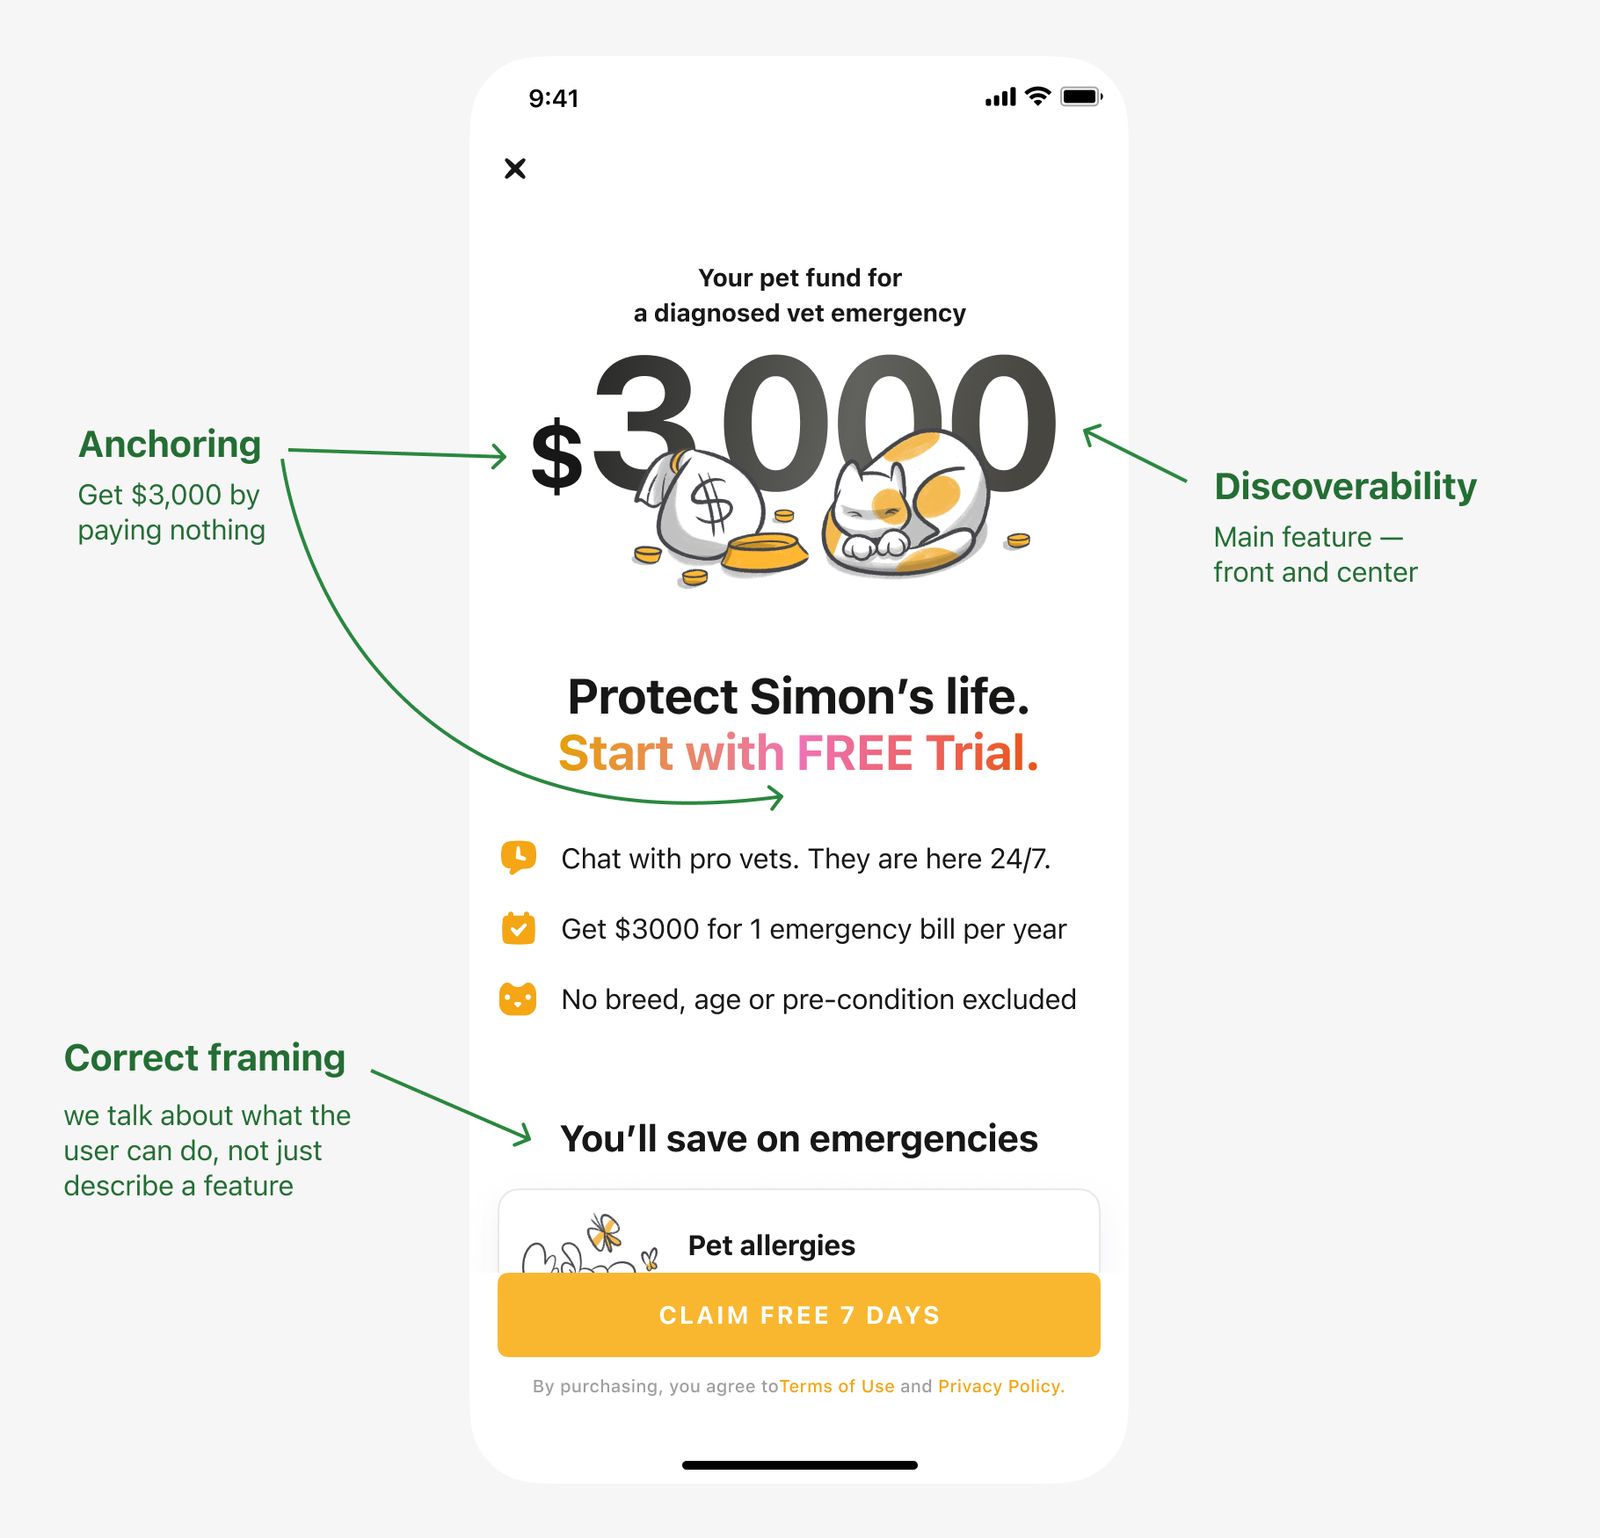 9:41
Your pet fund for
a diagnosed vet emergency
$3,000
$
Anchoring
Get $3,000 by
paying nothing
Discoverability
Main feature —
front and center
Protect Simon’s life.
Start with FREE Trial.
Chat with pro vets. They are here 24/7.
Get $3000 for 1 emergency bill per year
No breed, age or pre-condition excluded
Correct framing
we talk about what the
user can do, not just
describe a feature
You’ll save on emergencies
Pet allergies
CLAIM FREE 7 DAYS
By purchasing, you agree toTerms of Use and Privacy Policy.